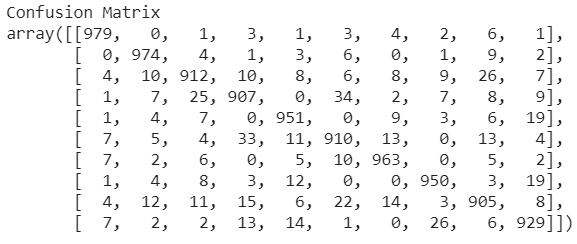 Confusion Matrix
array([[979,   0,   1,   3,   1,   3,   4,   2,   6,   1],
       [  0, 974,   4,   1,   3,   6,   0,   1,   9,   2],
       [  4,  10, 912,  10,   8,   6,   8,   9,  26,   7],
       [  1,   7,  25, 907,   0,  34,   2,   7,   8,   9],
       [  1,   4,   7,   0, 951,   0,   9,   3,   6,  19],
       [  7,   5,   4,  33,  11, 910,  13,   0,  13,   4],
       [  7,   2,   6,   0,   5,  10, 963,   0,   5,   2],
       [  1,   4,   8,   3,  12,   0,   0, 950,   3,  19],
       [  4,  12,  11,  15,   6,  22,  14,   3, 905,   8],
       [  7,   2,   2,  13,  14,   1,   0,  26,   6, 929]])